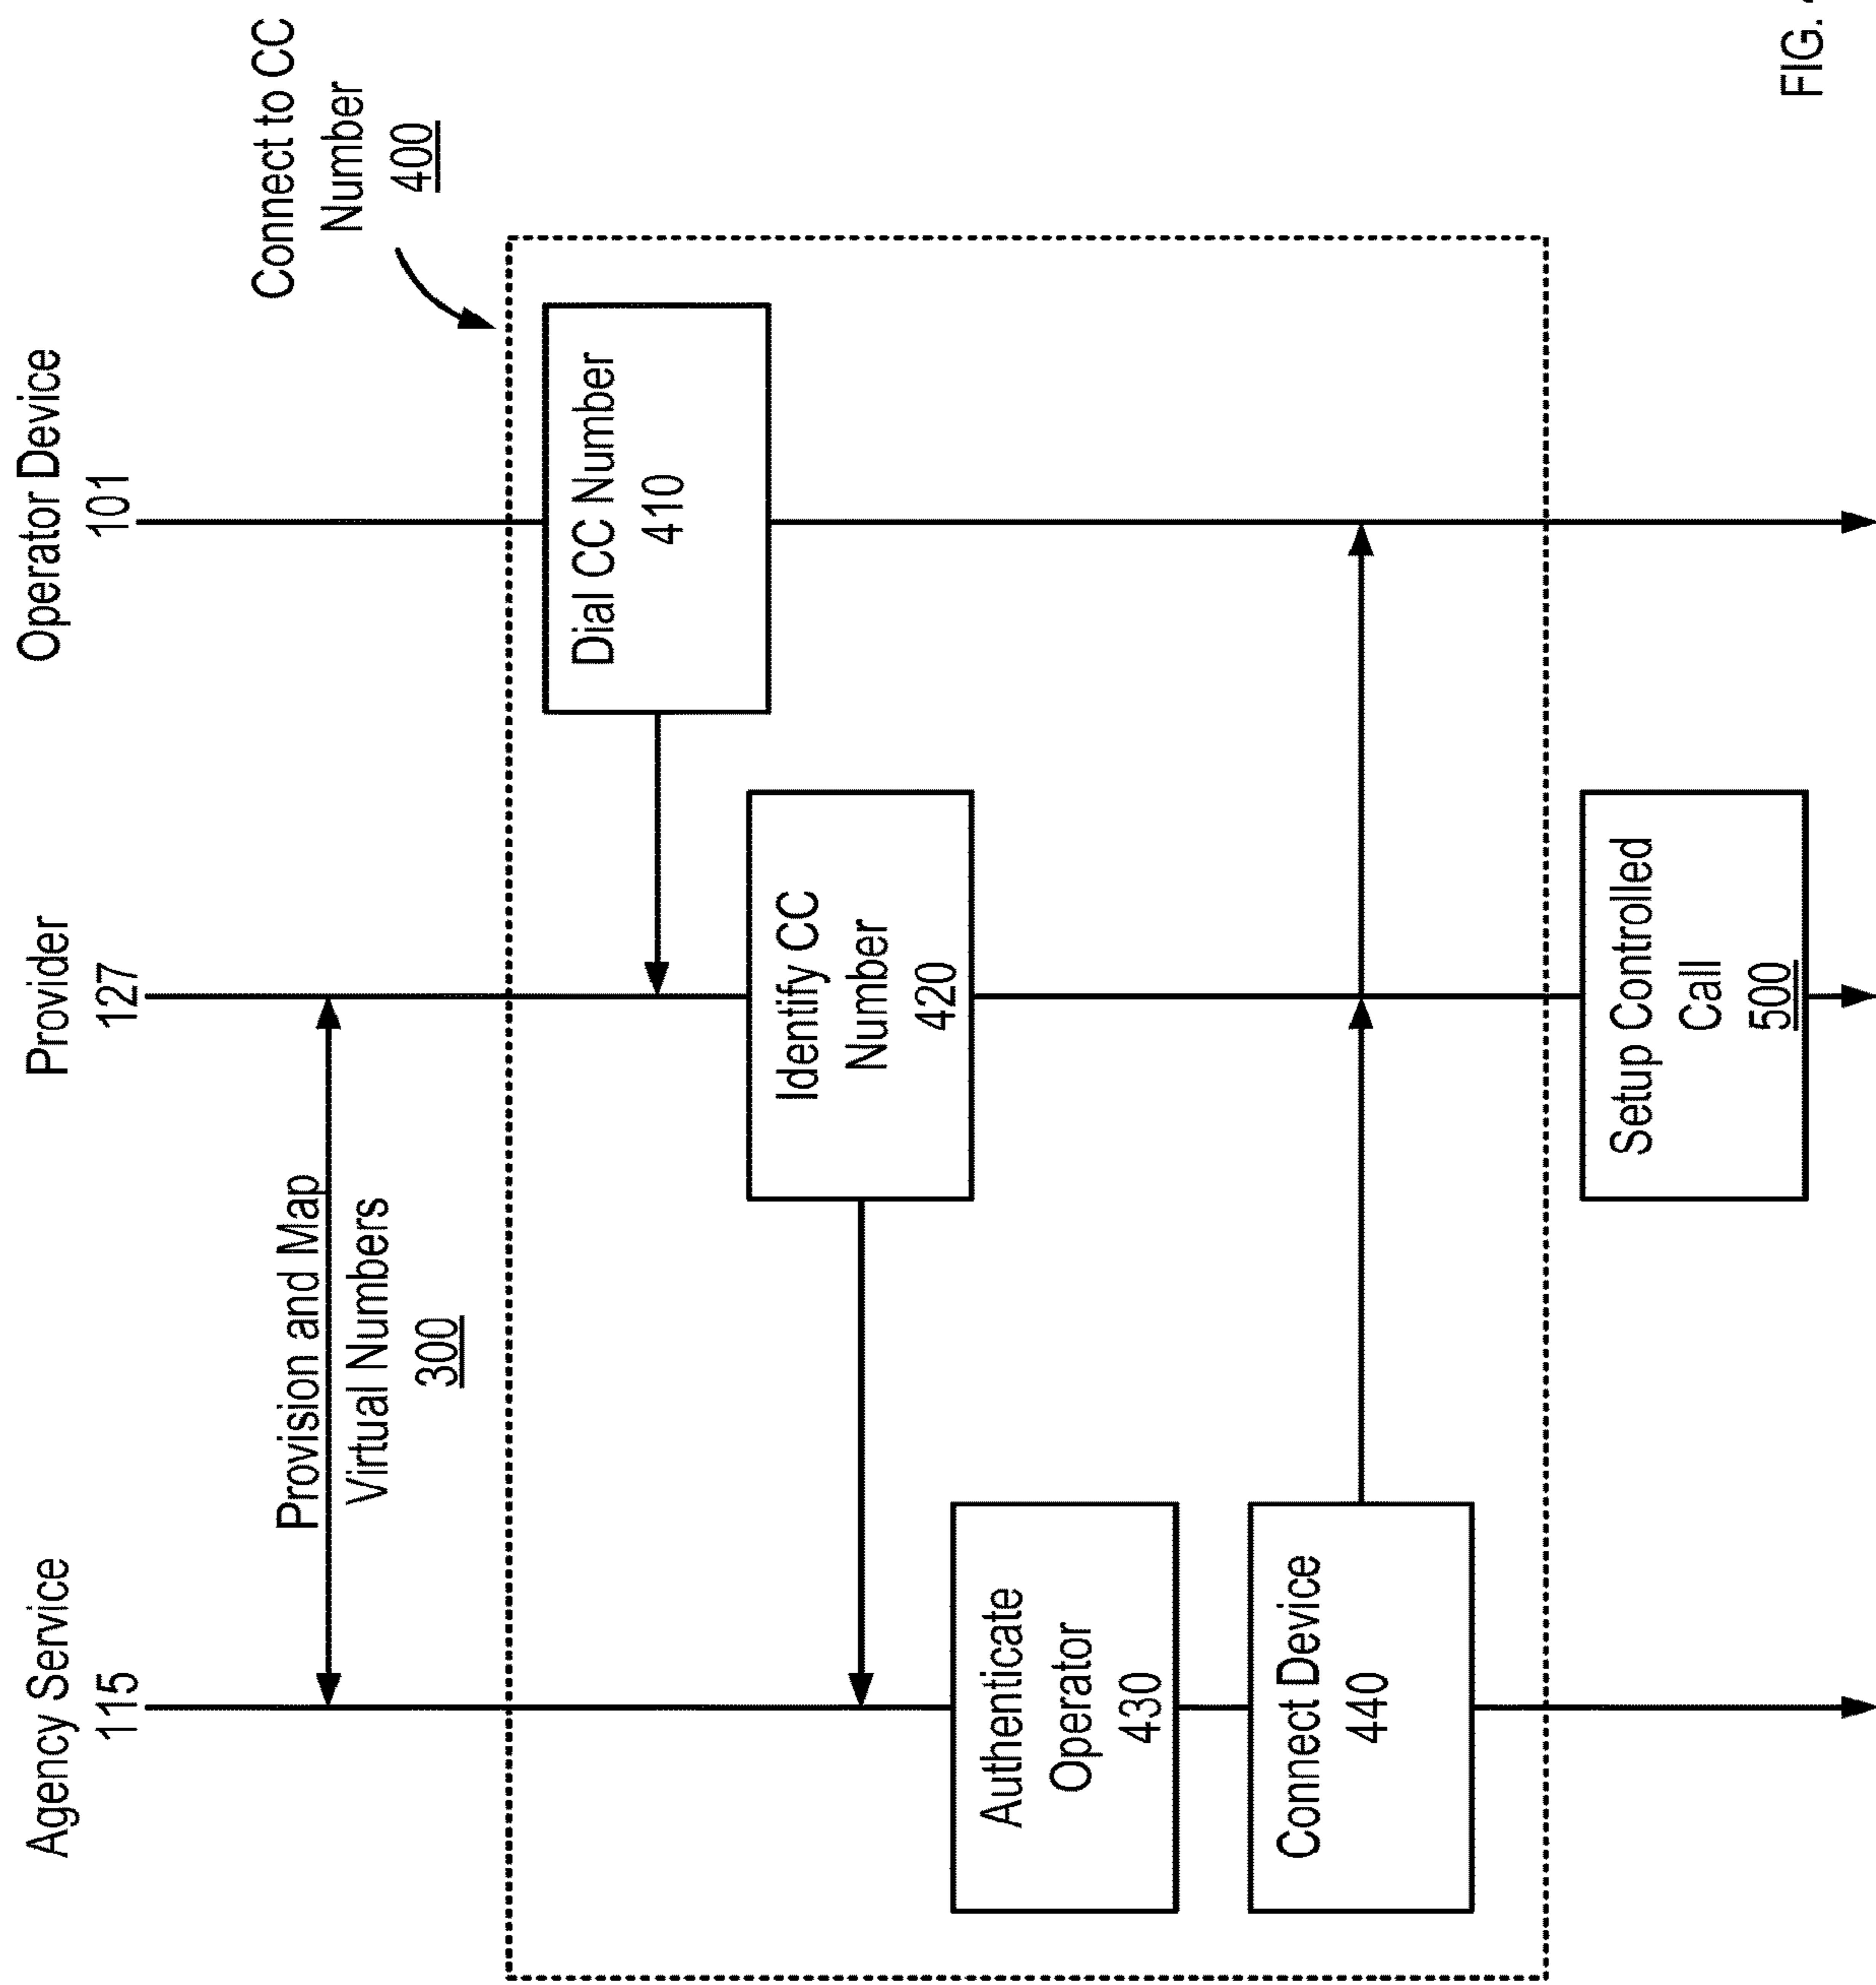 Agency Service
115
Provider
127
Operator Device
101
Provision and Map
Virtual Numbers
300
Connect to CC
Number
400
Dial CC Number
410
Identify CC
Number
420
Authenticate
Operator
430
Connect Device
440
Setup Controlled
Call
500
FIG.